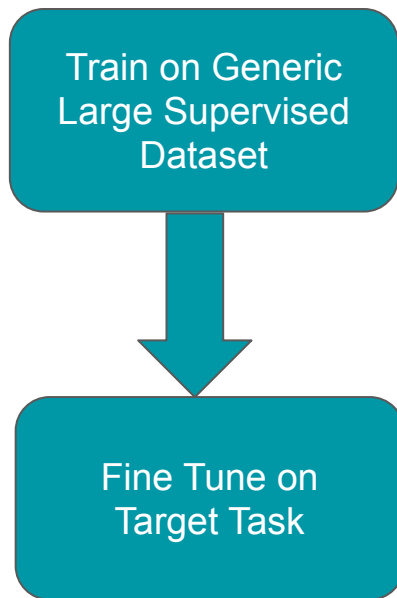 Train on Generic
Large Supervised
Dataset
Fine Tune on
Target Task